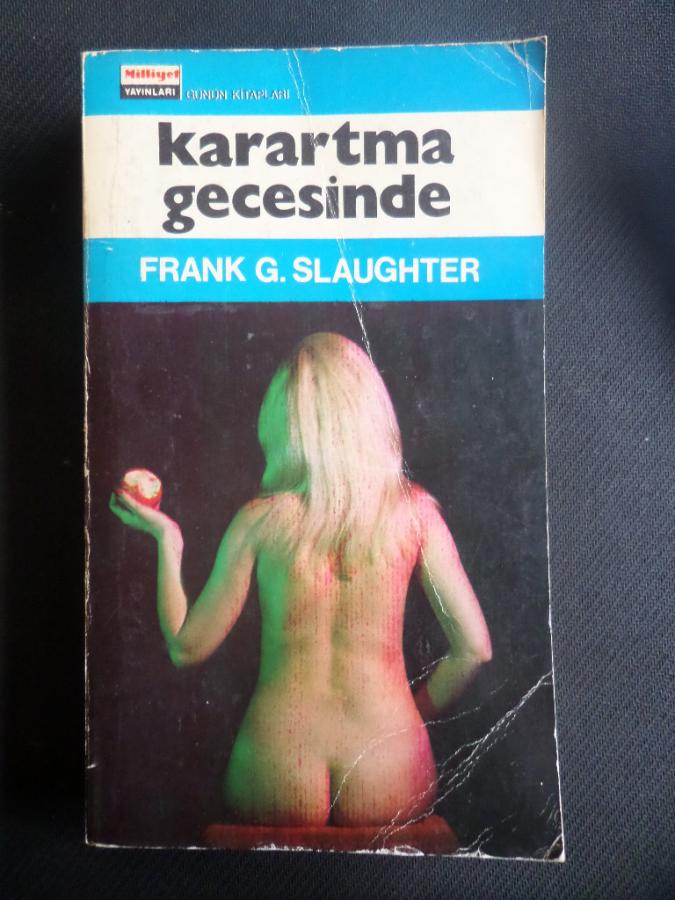 Milliyet
YAYINLARI
GÜNÜN KİTAPLARI
karartma
gecesinde
FRANK G. SLAUGHTER